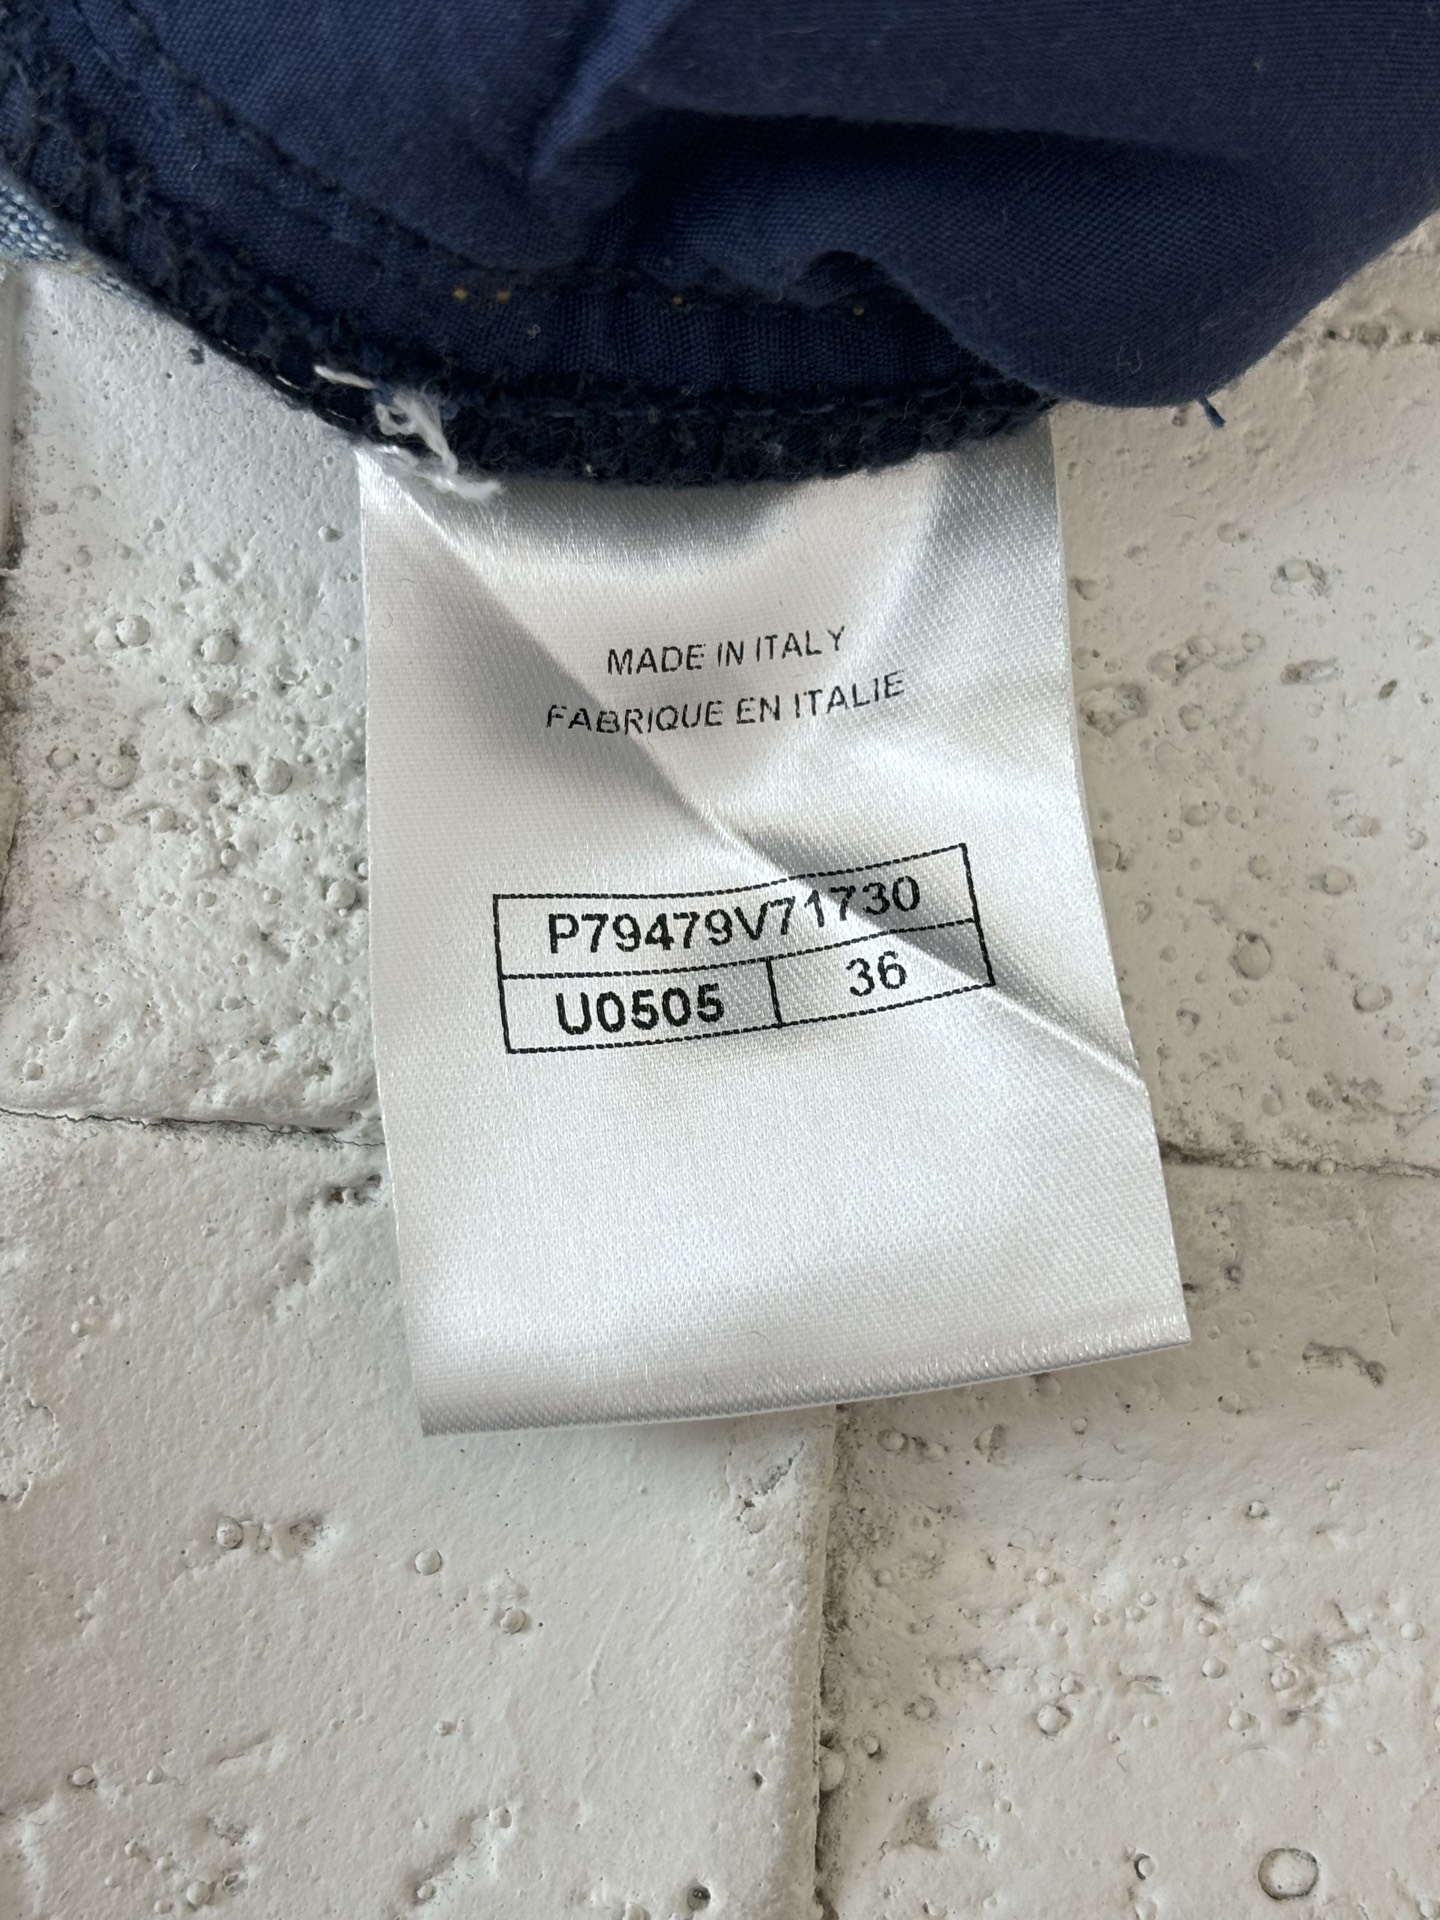 MADE IN ITALY
FABRIQUE EN ITALIE
P79479V71730
U0505 36